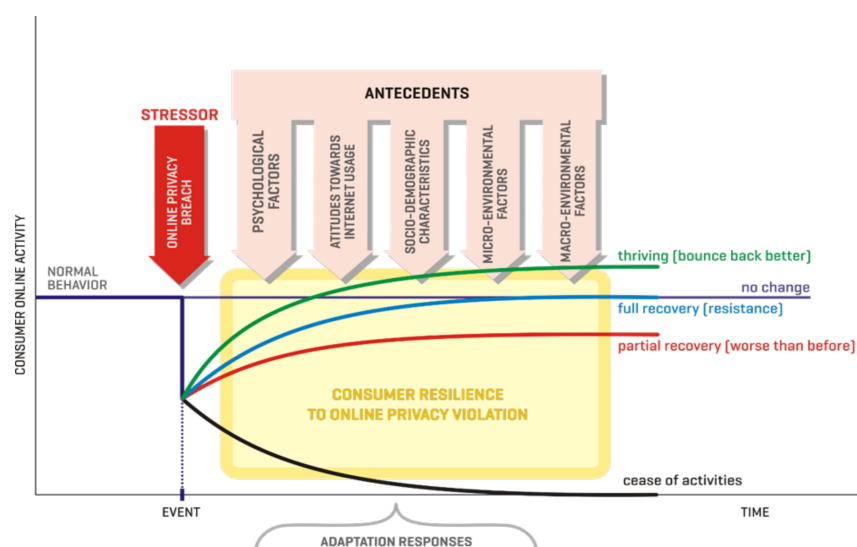 ANTECEDENTS
STRESSOR
ONLINE PRIVACY
BREACH
PSYCHOLOGICAL
FACTORS
ATITUDES TOWARDS
INTERNET USAGE
SOCIO-DEMOGRAPHIC
CHARACTERISTICS
MICRO-ENVIRONMENTAL
FACTORS
MACRO-ENVIRONMENTAL
FACTORS
CONSUMER ONLINE ACTIVITY
NORMAL
BEHAVIOR
thriving (bounce back better)
no change
full recovery (resistance)
partial recovery (worse than before)
CONSUMER RESILIENCE
TO ONLINE PRIVACY VIOLATION
cease of activities
EVENT
TIME
ADAPTATION RESPONSES